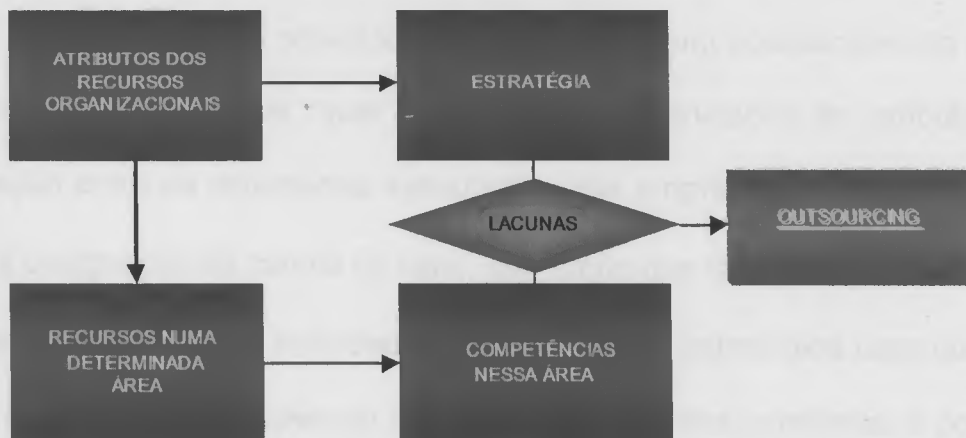 ATRIBUTOS DOS
RECURSOS
ORGANIZACIONAIS
ESTRATÉGIA
LACUNAS
OUTSOURCING
RECURSOS NUMA
DETERMINADA
ÁREA
COMPETÊNCIAS
NESSA ÁREA